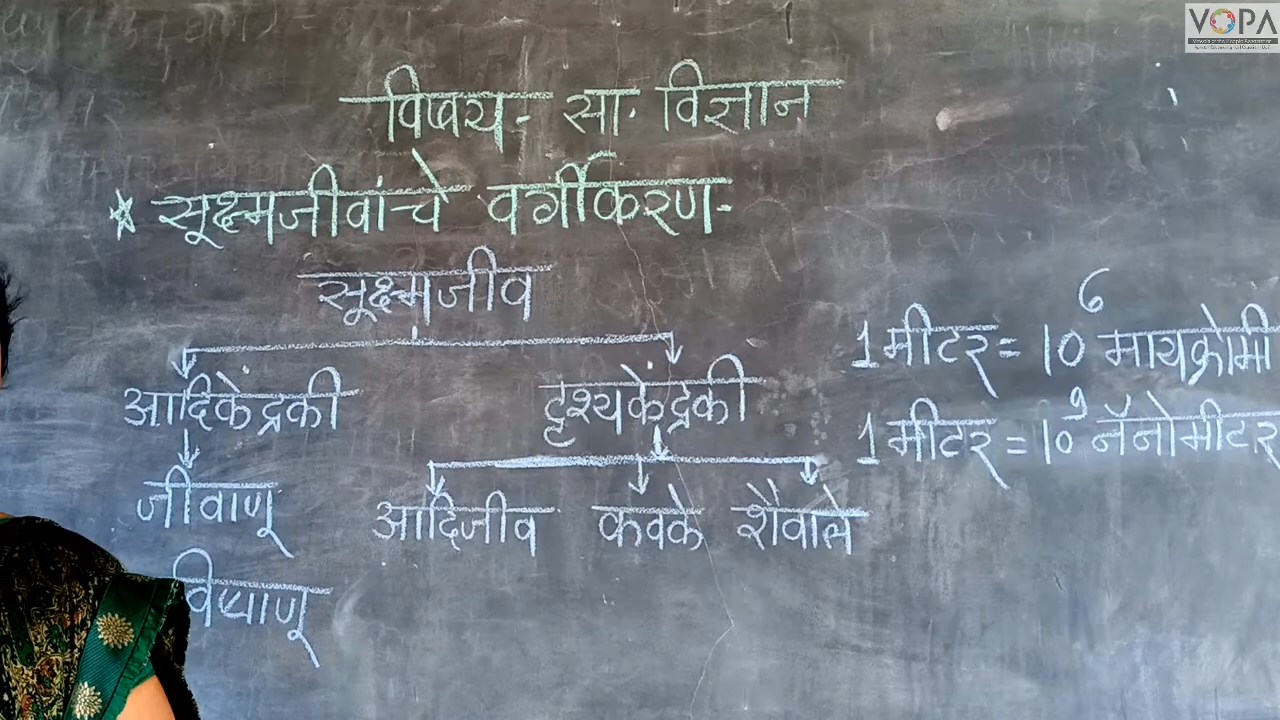 VOPA
विषय - सा. विज्ञान
* सूक्ष्मजीवांचे वर्गीकरण -
सूक्ष्मजीव
आदिकेंद्रकी दृश्यकेंद्रकी
जीवाणू आदिजीव कवके शैवाले
विषाणू
1 मीटर = 10⁶ मायक्रोमी
1 मीटर = 10⁹ नॅनोमीटर